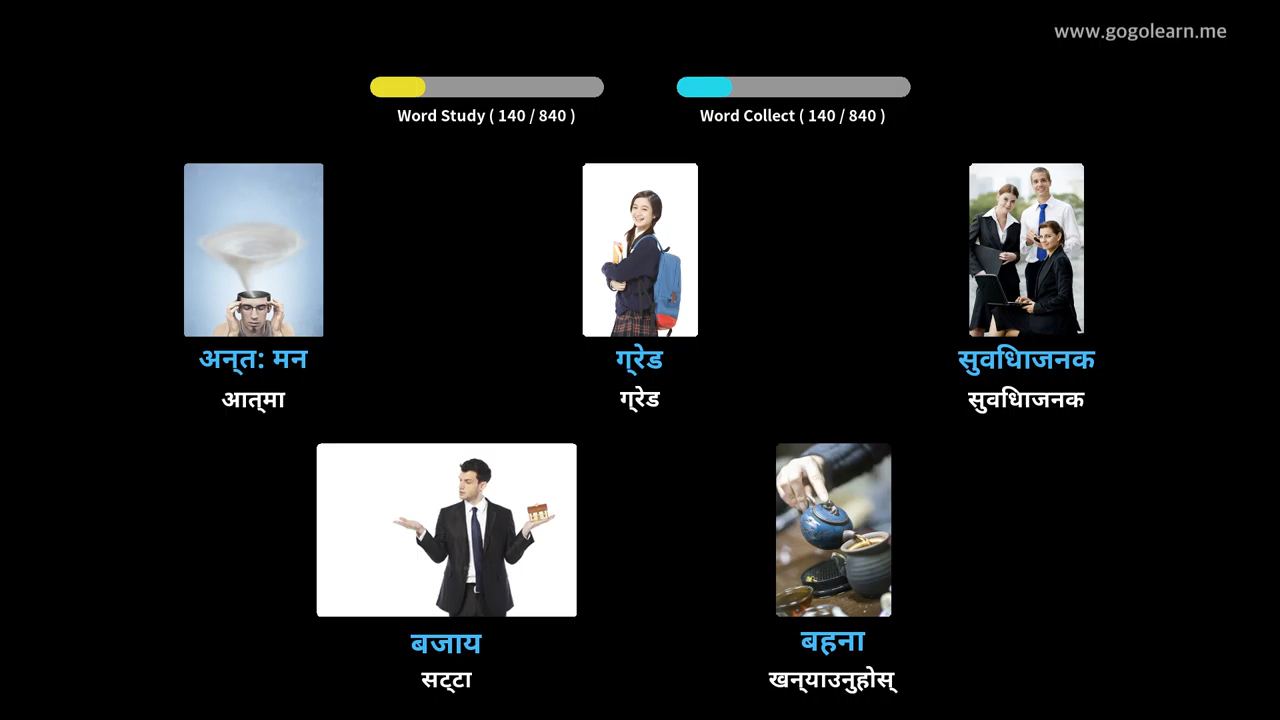 www.gogolearn.me
Word Study ( 140 / 840 )
Word Collect ( 140 / 840 )
अन्‌त: मन
आत्‌मा
ग्‌रेड
ग्‌रेड
सुवधिाजनक
सुवधिाजनक
बजाय
सट्‌टा
बहना
खन्‌याउनुहोस्